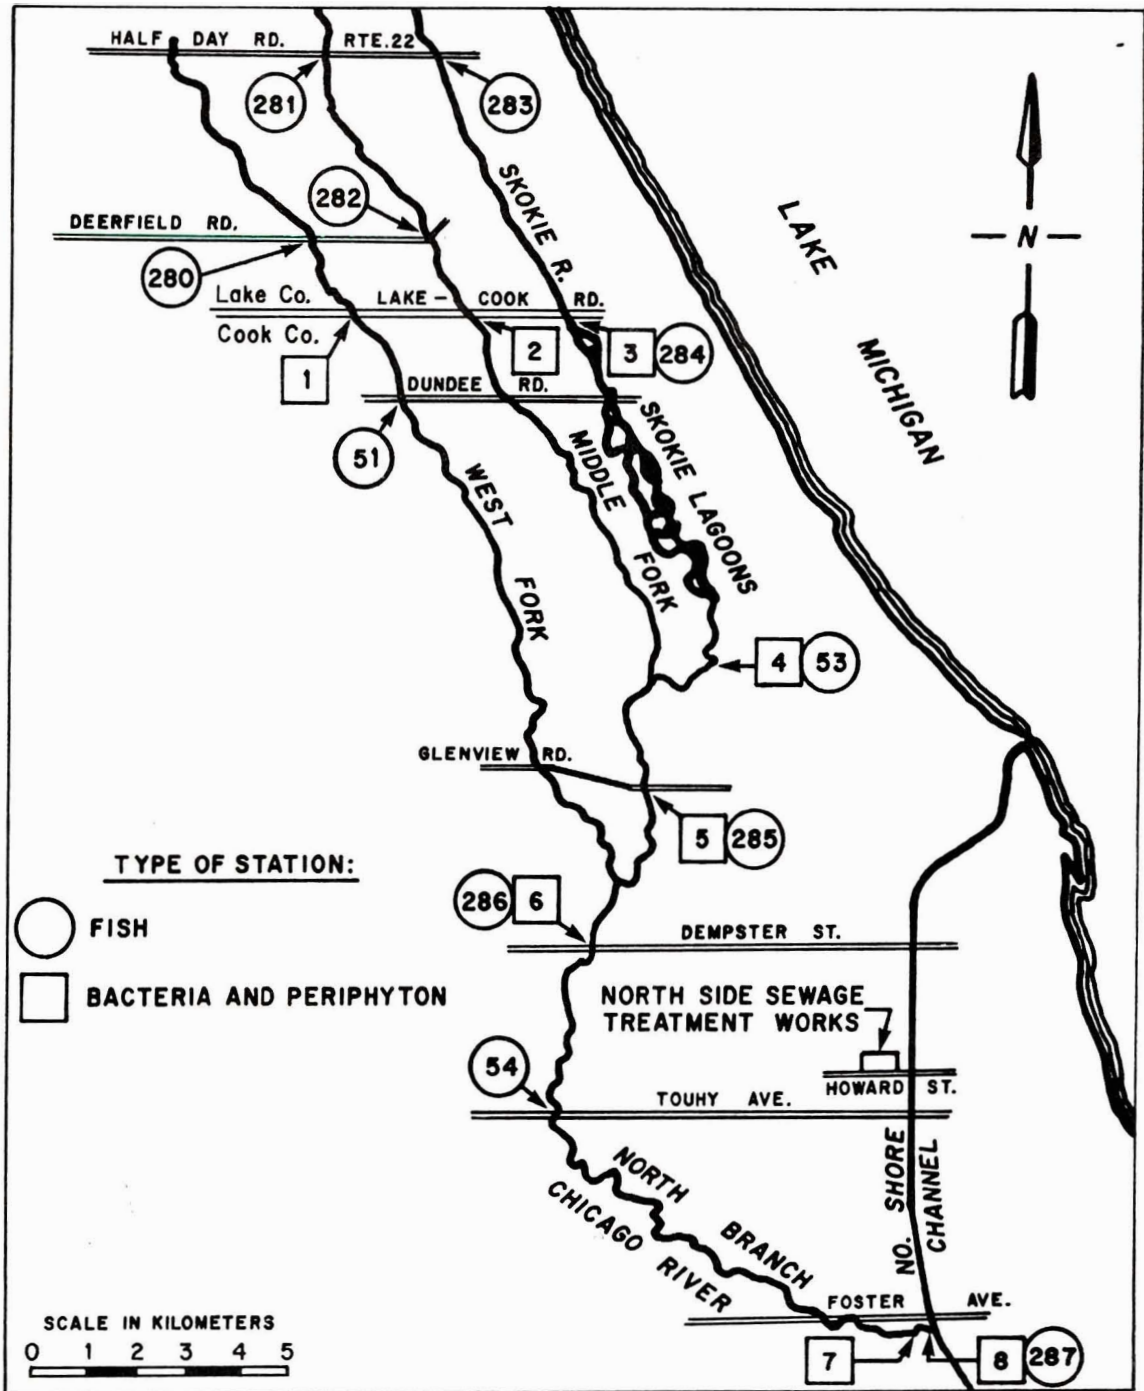 HALF DAY RD. RTE.22
281
283
SKOKIE R.
282
DEERFIELD RD.
280
LAKE
MICHIGAN
N
Lake Co. LAKE – COOK RD.
Cook Co.
1
2
3
284
DUNDEE RD.
51
WEST
FORK
MIDDLE
FORK
SKOKIE LAGOONS
4
53
GLENVIEW RD.
5
285
TYPE OF STATION:
FISH
BACTERIA AND PERIPHYTON
286
6
DEMPSTER ST.
NORTH SIDE SEWAGE
TREATMENT WORKS
HOWARD ST.
54
TOUHY AVE.
NORTH
BRANCH
CHICAGO RIVER
NO. SHORE
CHANNEL
FOSTER AVE.
7
8
287
SCALE IN KILOMETERS
0 1 2 3 4 5